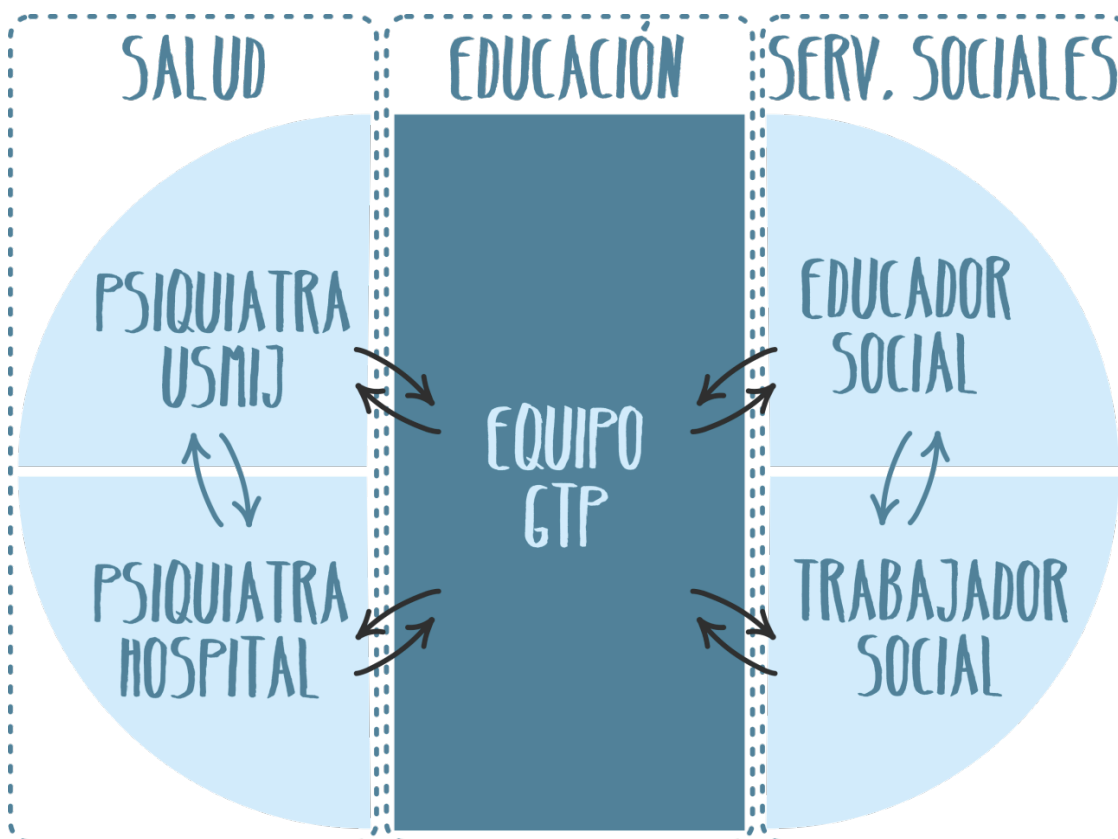 SALUD
EDUCACIÓN
SERV. SOCIALES
PSIQUIATRA
USMIJ
EDUCADOR
SOCIAL
EQUIPO
GTP
PSIQUIATRA
HOSPITAL
TRABAJADOR
SOCIAL